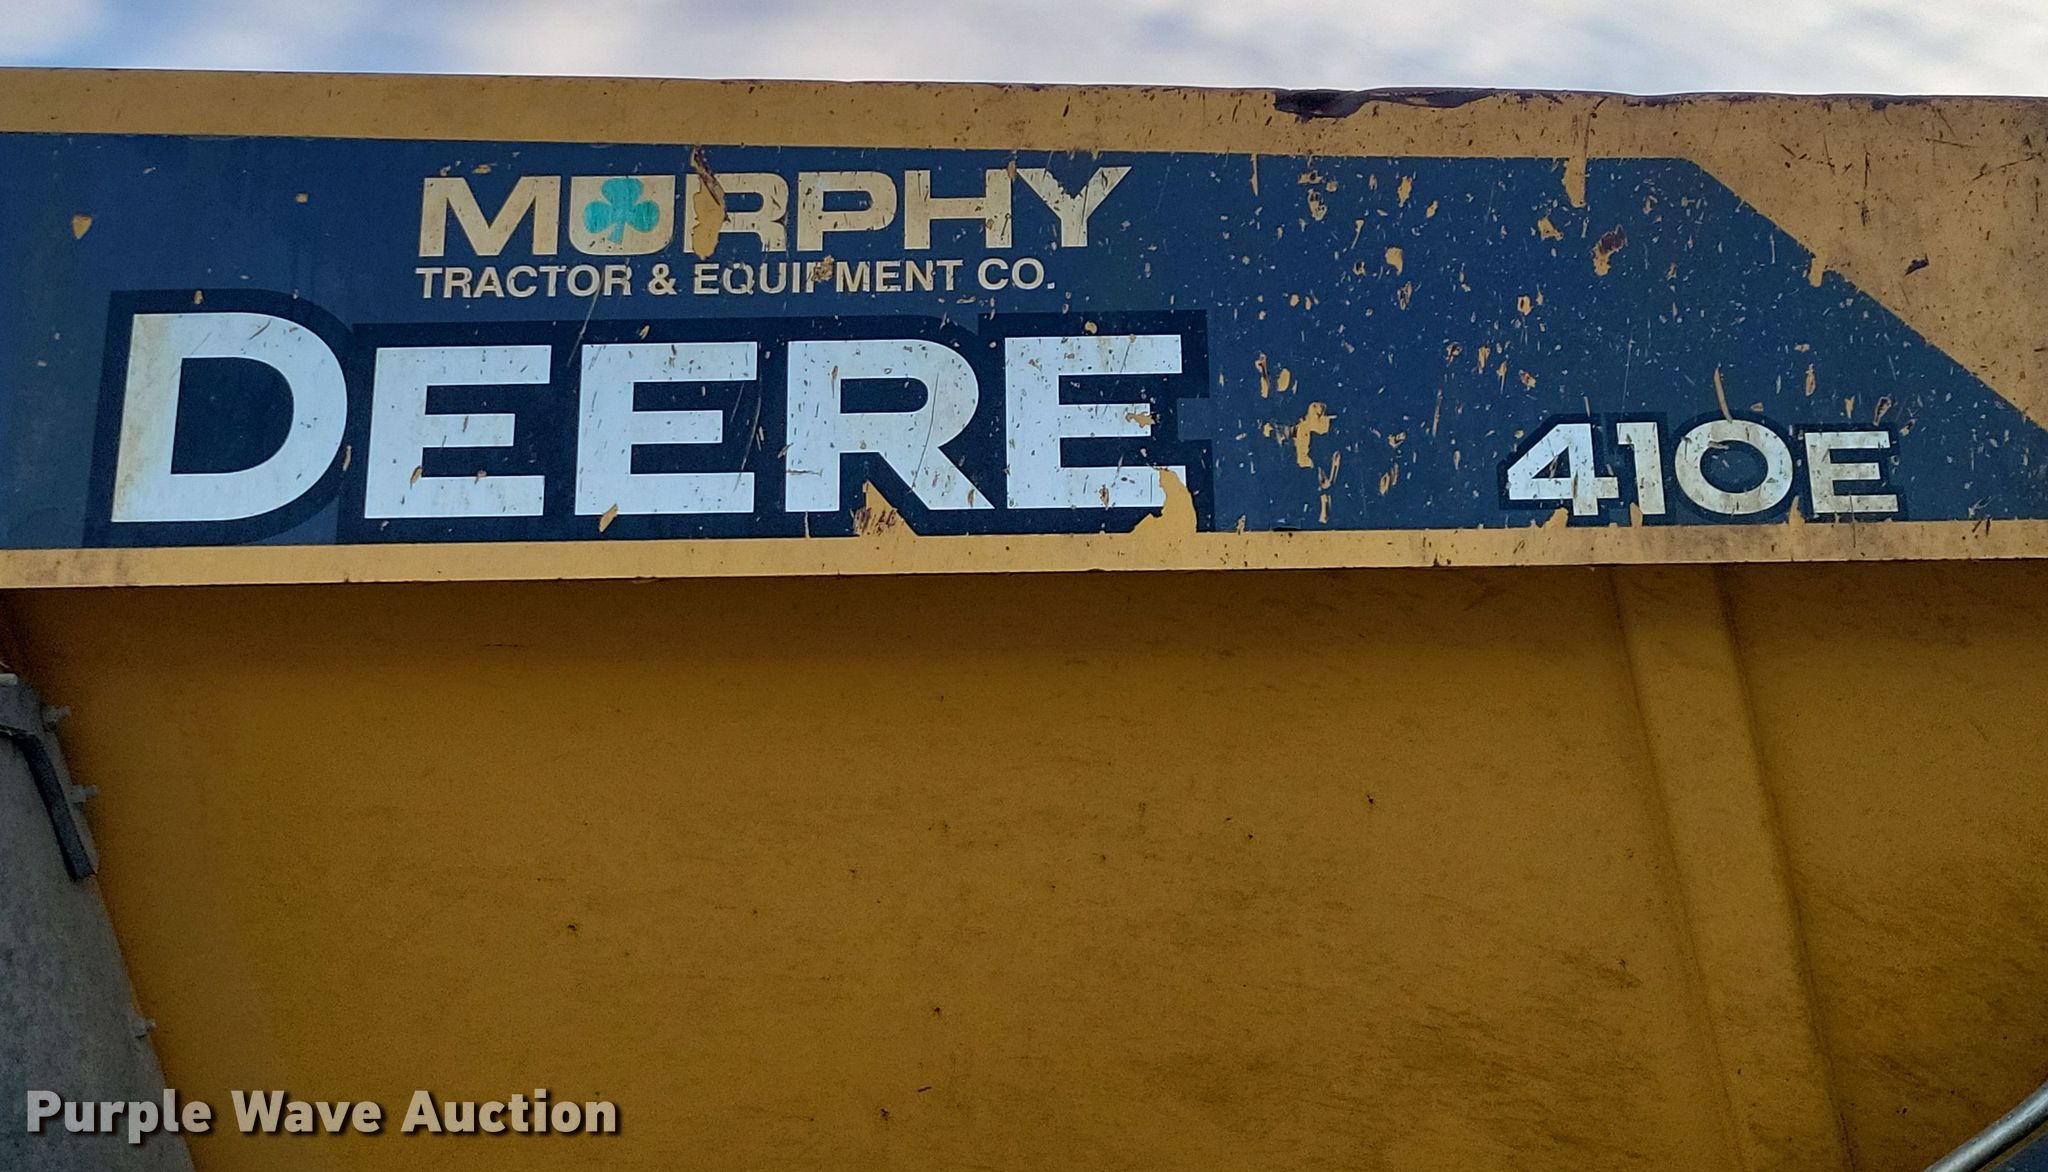 MURPHY
TRACTOR & EQUIPMENT CO.
DEERE
410E
Purple Wave Auction